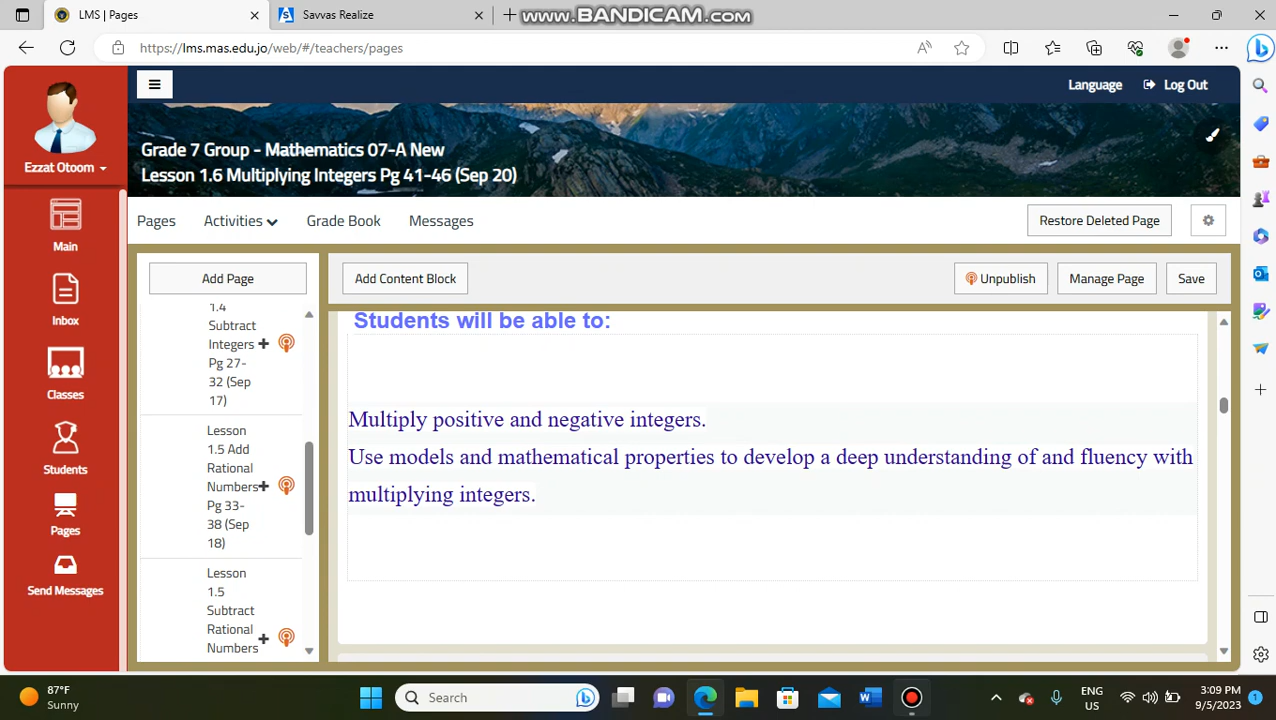 LMS | Pages
Savvas Realize
www.BANDICAM.com
https://lms.mas.edu.jo/web/#/teachers/pages
Language
Log Out
Ezzat Otoom
Grade 7 Group - Mathematics 07-A New
Lesson 1.6 Multiplying Integers Pg 41-46 (Sep 20)
Main
Inbox
Classes
Students
Pages
Send Messages
Pages
Activities
Grade Book
Messages
Restore Deleted Page
Add Page
Add Content Block
Unpublish
Manage Page
Save
1.4
Subtract
Integers
Pg 27-
32 (Sep
17)
Lesson
1.5 Add
Rational
Numbers
Pg 33-
38 (Sep
18)
Lesson
1.5
Subtract
Rational
Numbers
Students will be able to:
Multiply positive and negative integers.
Use models and mathematical properties to develop a deep understanding of and fluency with
multiplying integers.
87°F
Sunny
Search
ENG
QWERTY
3:09 PM
9/5/2023
1